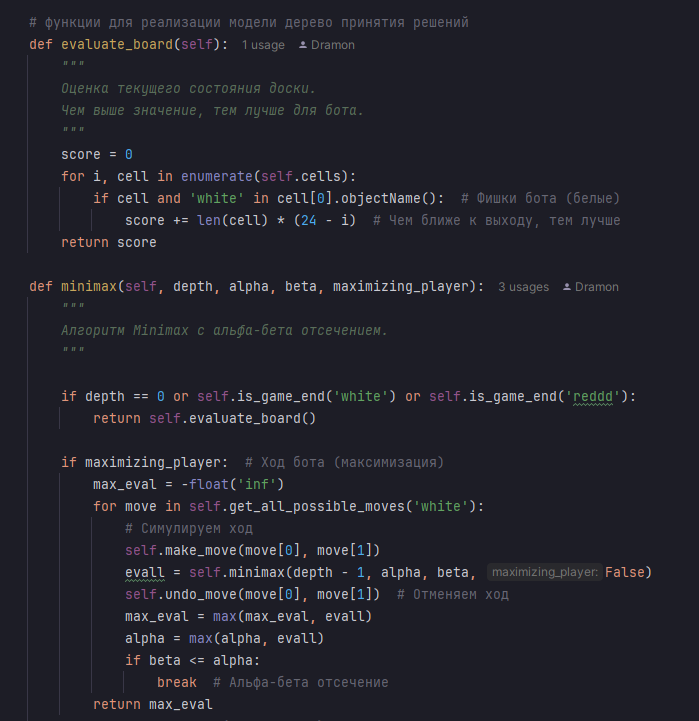 # функции для реализации модели дерево принятия решений
def evaluate_board(self): 1 usage Dramon
"""
Оценка текущего состояния доски.
Чем выше значение, тем лучше для бота.
"""
score = 0
for i, cell in enumerate(self.cells):
if cell and 'white' in cell[0].objectName(): # Фишки бота (белые)
score += len(cell) * (24 - i) # Чем ближе к выходу, тем лучше
return score
def minimax(self, depth, alpha, beta, maximizing_player): 3 usages Dramon
"""
Алгоритм Minimax с альфа-бета отсечением.
"""
if depth == 0 or self.is_game_end('white') or self.is_game_end('reddd'):
return self.evaluate_board()
if maximizing_player: # Ход бота (максимизация)
max_eval = -float('inf')
for move in self.get_all_possible_moves('white'):
# Симулируем ход
self.make_move(move[0], move[1])
evall = self.minimax(depth - 1, alpha, beta, maximizing_player: False)
self.undo_move(move[0], move[1]) # Отменяем ход
max_eval = max(max_eval, evall)
alpha = max(alpha, evall)
if beta <= alpha:
break # Альфа-бета отсечение
return max_eval